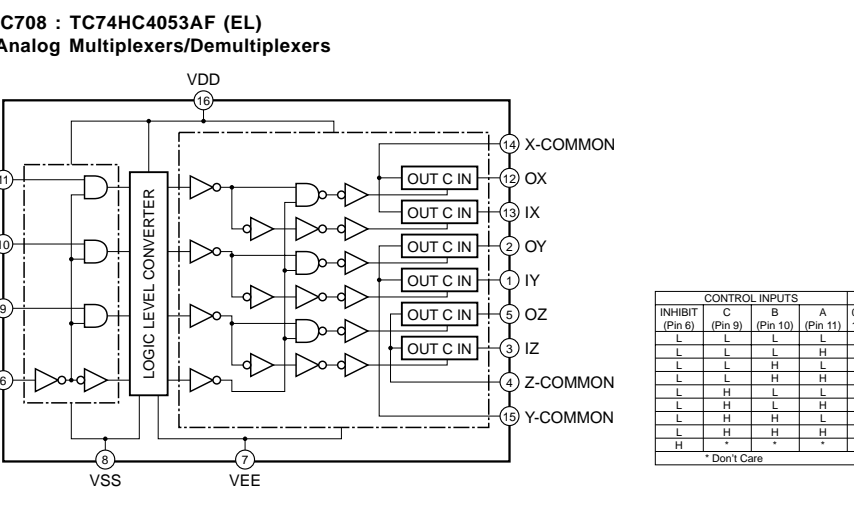 C708 : TC74HC4053AF (EL)
Analog Multiplexers/Demultiplexers
VDD
16
14 X-COMMON
11
OUT C IN 12 OX
OUT C IN 13 IX
10
OUT C IN 2 OY
OUT C IN 1 IY
9
OUT C IN 5 OZ
OUT C IN 3 IZ
LOGIC LEVEL CONVERTER
6
4 Z-COMMON
15 Y-COMMON
8
7
VSS
VEE
CONTROL INPUTS
INHIBIT C B A
(Pin 6) (Pin 9) (Pin 10) (Pin 11)
L L L L
L L L H
L L H L
L L H H
L H L L
L H L H
L H H L
L H H H
H * * *
* Don't Care